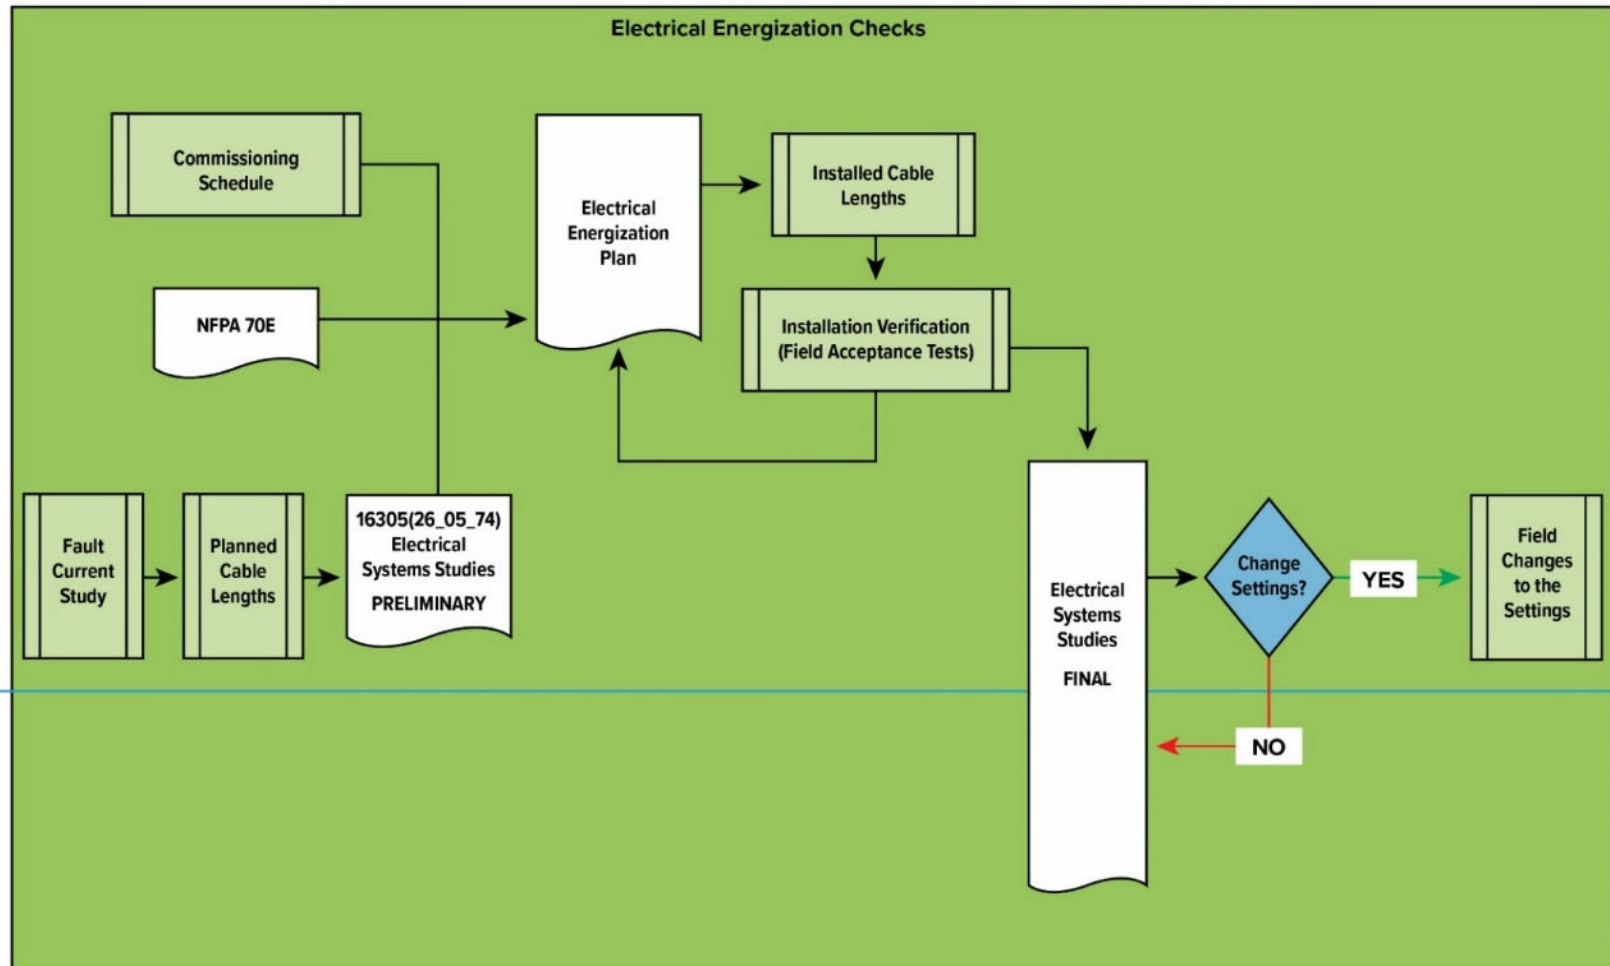 Electrical Energization Checks
Commissioning
Schedule
Electrical
Energization
Plan
Installed Cable
Lengths
NFPA 70E
Installation Verification
(Field Acceptance Tests)
Fault
Current
Study
Planned
Cable
Lengths
16305(26_05_74)
Electrical
Systems Studies
PRELIMINARY
Electrical
Systems
Studies
FINAL
Change
Settings?
YES
Field
Changes
to the
Settings
NO